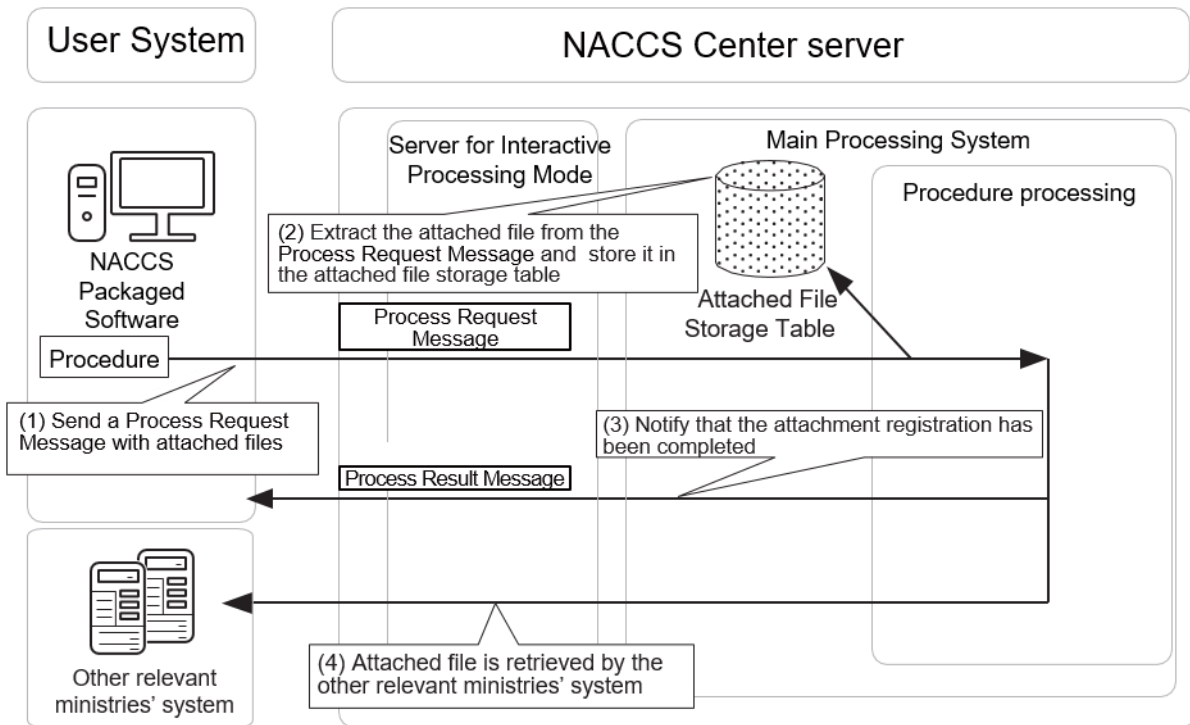 User System
NACCS Center server
Server for Interactive
Processing Mode
Main Processing System
Procedure processing
NACCS
Packaged
Software
(2) Extract the attached file from the
Process Request Message and store it in
the attached file storage table
Attached File
Storage Table
Process Request
Message
Procedure
(1) Send a Process Request
Message with attached files
(3) Notify that the attachment registration has
been completed
Process Result Message
(4) Attached file is retrieved by the
other relevant ministries' system
Other relevant
ministries' system